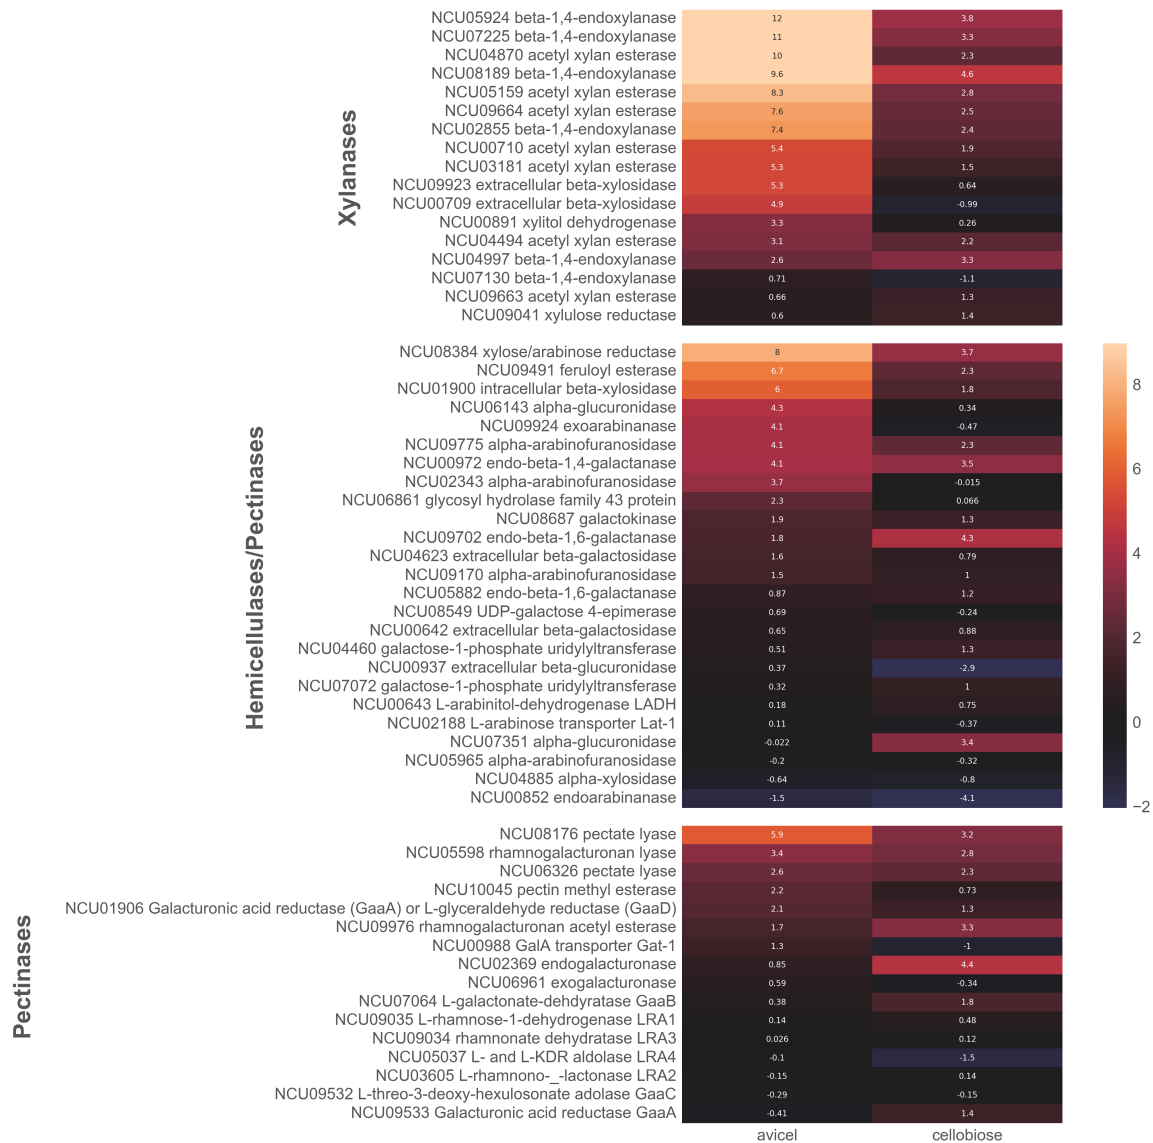 Xylanases
NCU05924 beta-1,4-endoxylanase 12 3.8
NCU07225 beta-1,4-endoxylanase 11 3.3
NCU04870 acetyl xylan esterase 10 2.3
NCU08189 beta-1,4-endoxylanase 9.6 4.6
NCU05159 acetyl xylan esterase 8.3 2.8
NCU09664 acetyl xylan esterase 7.6 2.5
NCU02855 beta-1,4-endoxylanase 7.4 2.4
NCU00710 acetyl xylan esterase 5.4 1.9
NCU03181 acetyl xylan esterase 5.3 1.5
NCU09923 extracellular beta-xylosidase 5.3 0.64
NCU00709 extracellular beta-xylosidase 4.9 -0.99
NCU00891 xylitol dehydrogenase 3.3 0.26
NCU04494 acetyl xylan esterase 3.1 2.2
NCU04997 beta-1,4-endoxylanase 2.6 3.3
NCU07130 beta-1,4-endoxylanase 0.71 -1.1
NCU09663 acetyl xylan esterase 0.66 1.3
NCU09041 xylulose reductase 0.6 1.4
Hemicellulases/Pectinases
NCU08384 xylose/arabinose reductase 8 3.7
NCU09491 feruloyl esterase 6.7 2.3
NCU01900 intracellular beta-xylosidase 6 1.8
NCU06143 alpha-glucuronidase 4.3 0.34
NCU09924 exoarabinanase 4.1 -0.47
NCU09775 alpha-arabinofuranosidase 4.1 2.3
NCU00972 endo-beta-1,4-galactanase 4.1 3.5
NCU02343 alpha-arabinofuranosidase 3.7 -0.015
NCU06861 glycosyl hydrolase family 43 protein 2.3 0.066
NCU08687 galactokinase 1.9 1.3
NCU09702 endo-beta-1,6-galactanase 1.8 4.3
NCU04623 extracellular beta-galactosidase 1.6 0.79
NCU09170 alpha-arabinofuranosidase 1.5 1
NCU05882 endo-beta-1,6-galactanase 0.87 1.2
NCU08549 UDP-galactose 4-epimerase 0.69 -0.24
NCU00642 extracellular beta-galactosidase 0.65 0.88
NCU04460 galactose-1-phosphate uridylyltransferase 0.51 1.3
NCU00937 extracellular beta-glucuronidase 0.37 -2.9
NCU07072 galactose-1-phosphate uridylyltransferase 0.32 1
NCU00643 L-arabinitol-dehydrogenase LADH 0.18 0.75
NCU02188 L-arabinose transporter Lat-1 0.11 -0.37
NCU07351 alpha-glucuronidase -0.022 3.4
NCU05965 alpha-arabinofuranosidase -0.2 -0.32
NCU04885 alpha-xylosidase -0.64 -0.8
NCU00852 endoarabinanase -1.5 -4.1
8
6
4
2
0
−2
Pectinases
NCU08176 pectate lyase 5.9 3.2
NCU05598 rhamnogalacturonan lyase 3.4 2.8
NCU06326 pectate lyase 2.6 2.3
NCU10045 pectin methyl esterase 2.2 0.73
NCU01906 Galacturonic acid reductase (GaaA) or L-glyceraldehyde reductase (GaaD) 2.1 1.3
NCU09976 rhamnogalacturonan acetyl esterase 1.7 3.3
NCU00988 GalA transporter Gat-1 1.3 -1
NCU02369 endogalacturonase 0.85 4.4
NCU06961 exogalacturonase 0.59 -0.34
NCU07064 L-galactonate-dehdyratase GaaB 0.38 1.8
NCU09035 L-rhamnose-1-dehydrogenase LRA1 0.14 0.48
NCU09034 rhamnonate dehydratase LRA3 0.026 0.12
NCU05037 L- and L-KDR aldolase LRA4 -0.1 -1.5
NCU03605 L-rhamnono-_-lactonase LRA2 -0.15 0.14
NCU09532 L-threo-3-deoxy-hexulosonate adolase GaaC -0.29 -0.15
NCU09533 Galacturonic acid reductase GaaA -0.41 1.4
avicel cellobiose